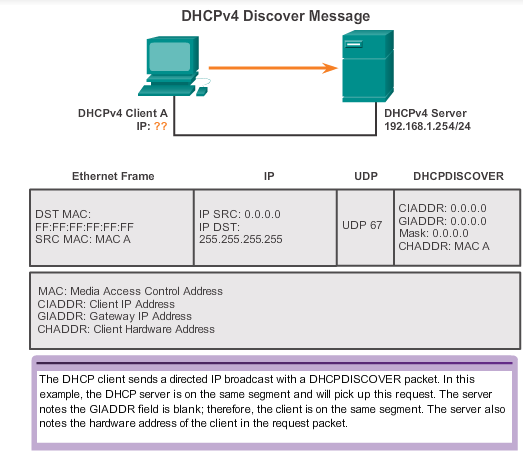 DHCPv4 Discover Message
DHCPv4 Client A
IP: ??
DHCPv4 Server
192.168.1.254/24
Ethernet Frame
IP
UDP
DHCPDISCOVER
DST MAC:
FF:FF:FF:FF:FF:FF
SRC MAC: MAC A
IP SRC: 0.0.0.0
IP DST:
255.255.255.255
UDP 67
CIADDR: 0.0.0.0
GIADDR: 0.0.0.0
Mask: 0.0.0.0
CHADDR: MAC A
MAC: Media Access Control Address
CIADDR: Client IP Address
GIADDR: Gateway IP Address
CHADDR: Client Hardware Address
The DHCP client sends a directed IP broadcast with a DHCPDISCOVER packet. In this
example, the DHCP server is on the same segment and will pick up this request. The server
notes the GIADDR field is blank; therefore, the client is on the same segment. The server also
notes the hardware address of the client in the request packet.